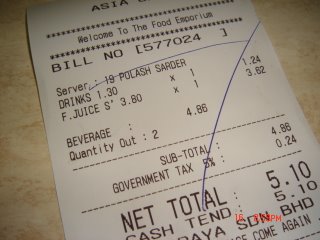 ASIA
****************************
Welcome To The Food Emporium
****************************
BILL NO [577024 ]
Server : 19 POLASH SARDER
DRINKS 1.30 x 1 1.24
F.JUICE S' 3.80 x 1 3.62
BEVERAGE : 4.86
Quantity Out : 2
SUB-TOTAL : 4.86
GOVERNMENT TAX 5% : 0.24
NET TOTAL : 5.10
CASH TEND : 5.10
RAYA SDN BHD
COME AGAIN